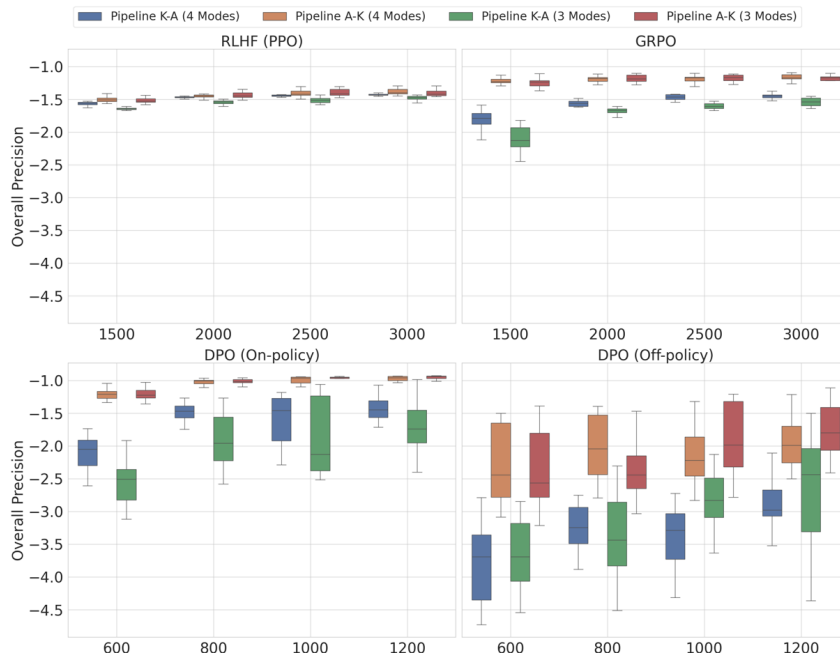 Pipeline K-A (4 Modes) Pipeline A-K (4 Modes) Pipeline K-A (3 Modes) Pipeline A-K (3 Modes)
RLHF (PPO)
Overall Precision
−1.0
−1.5
−2.0
−2.5
−3.0
−3.5
−4.0
−4.5
1500 2000 2500 3000
GRPO
1500 2000 2500 3000
DPO (On-policy)
Overall Precision
−1.0
−1.5
−2.0
−2.5
−3.0
−3.5
−4.0
−4.5
600 800 1000 1200
DPO (Off-policy)
600 800 1000 1200